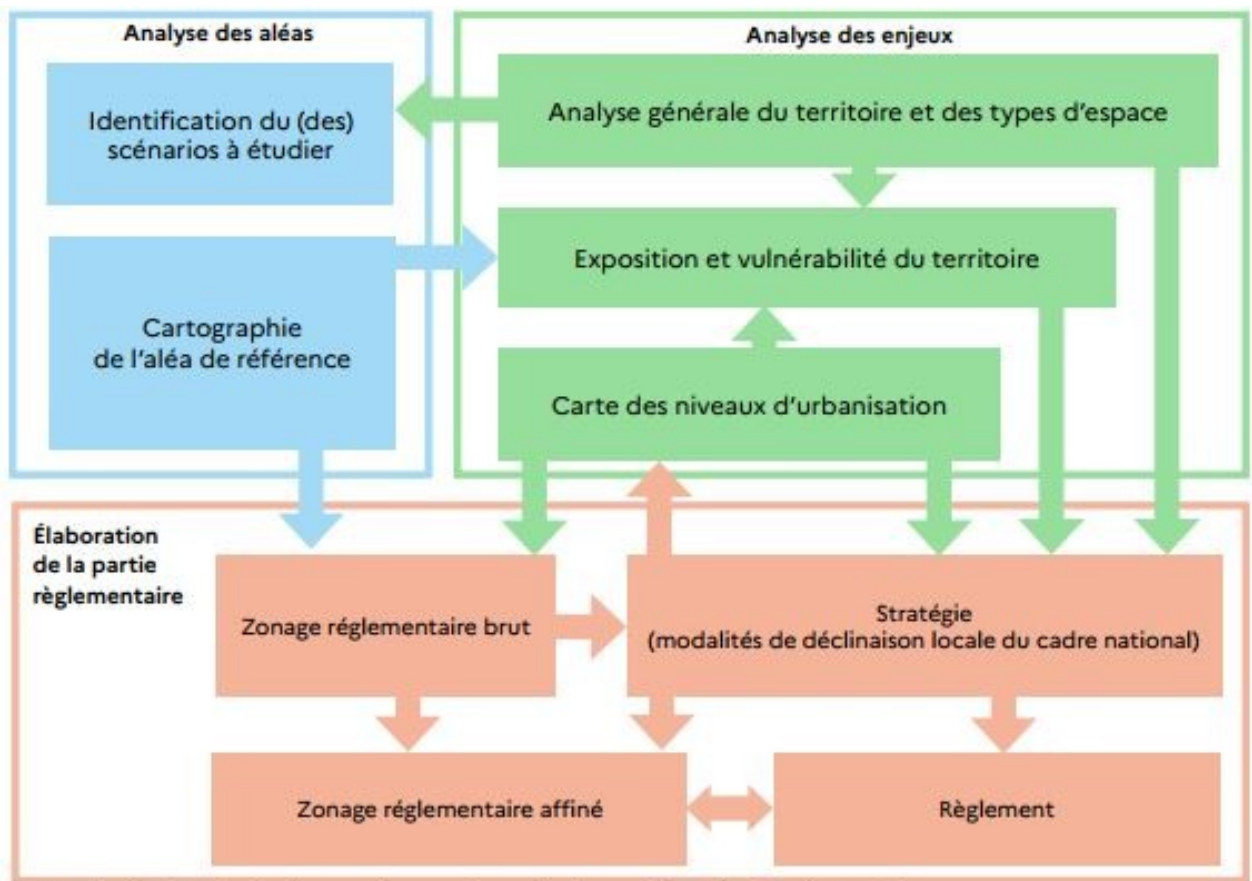 Analyse des aléas
Identification du (des)
scénarios à étudier
Cartographie
de l'aléa de référence
Analyse des enjeux
Analyse générale du territoire et des types d'espace
Exposition et vulnérabilité du territoire
Carte des niveaux d'urbanisation
Élaboration
de la partie
règlementaire
Zonage réglementaire brut
Stratégie
(modalités de déclinaison locale du cadre national)
Zonage réglementaire affiné
Règlement